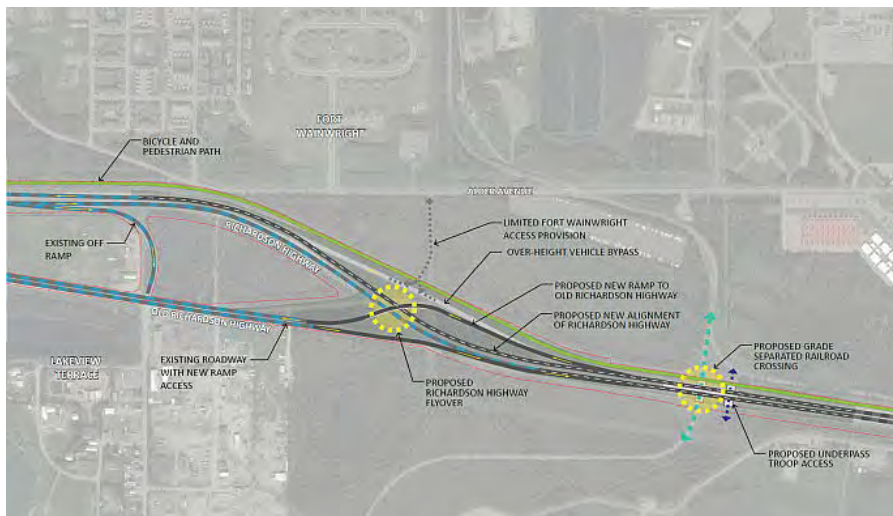 FORT
WAINWRIGHT
BICYCLE AND
PEDESTRIAN PATH
ALDER AVENUE
LIMITED FORT WAINWRIGHT
ACCESS PROVISION
EXISTING OFF
RAMP
RICHARDSON HIGHWAY
OVER-HEIGHT VEHICLE BYPASS
PROPOSED NEW RAMP TO
OLD RICHARDSON HIGHWAY
OLD RICHARDSON HIGHWAY
PROPOSED NEW ALIGNMENT
OF RICHARDSON HIGHWAY
PROPOSED GRADE
SEPARATED RAILROAD
CROSSING
LAKEVIEW
TERRACE
EXISTING ROADWAY
WITH NEW RAMP
ACCESS
PROPOSED
RICHARDSON HIGHWAY
FLYOVER
PROPOSED UNDERPASS
TROOP ACCESS